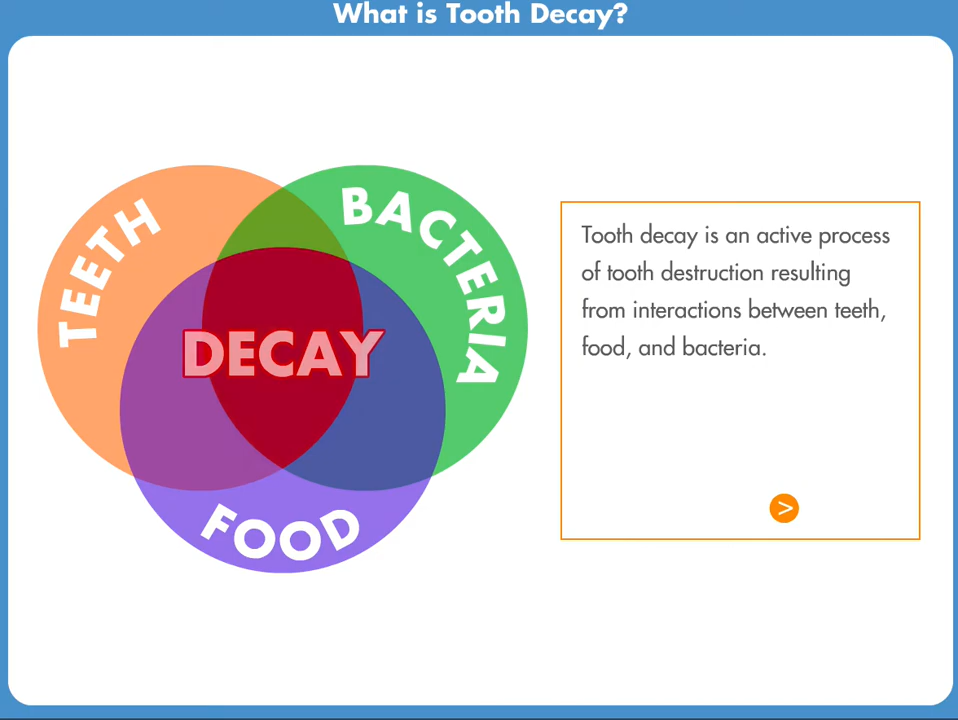 What is Tooth Decay?
TEETH
BACTERIA
DECAY
FOOD
Tooth decay is an active process
of tooth destruction resulting
from interactions between teeth,
food, and bacteria.
>